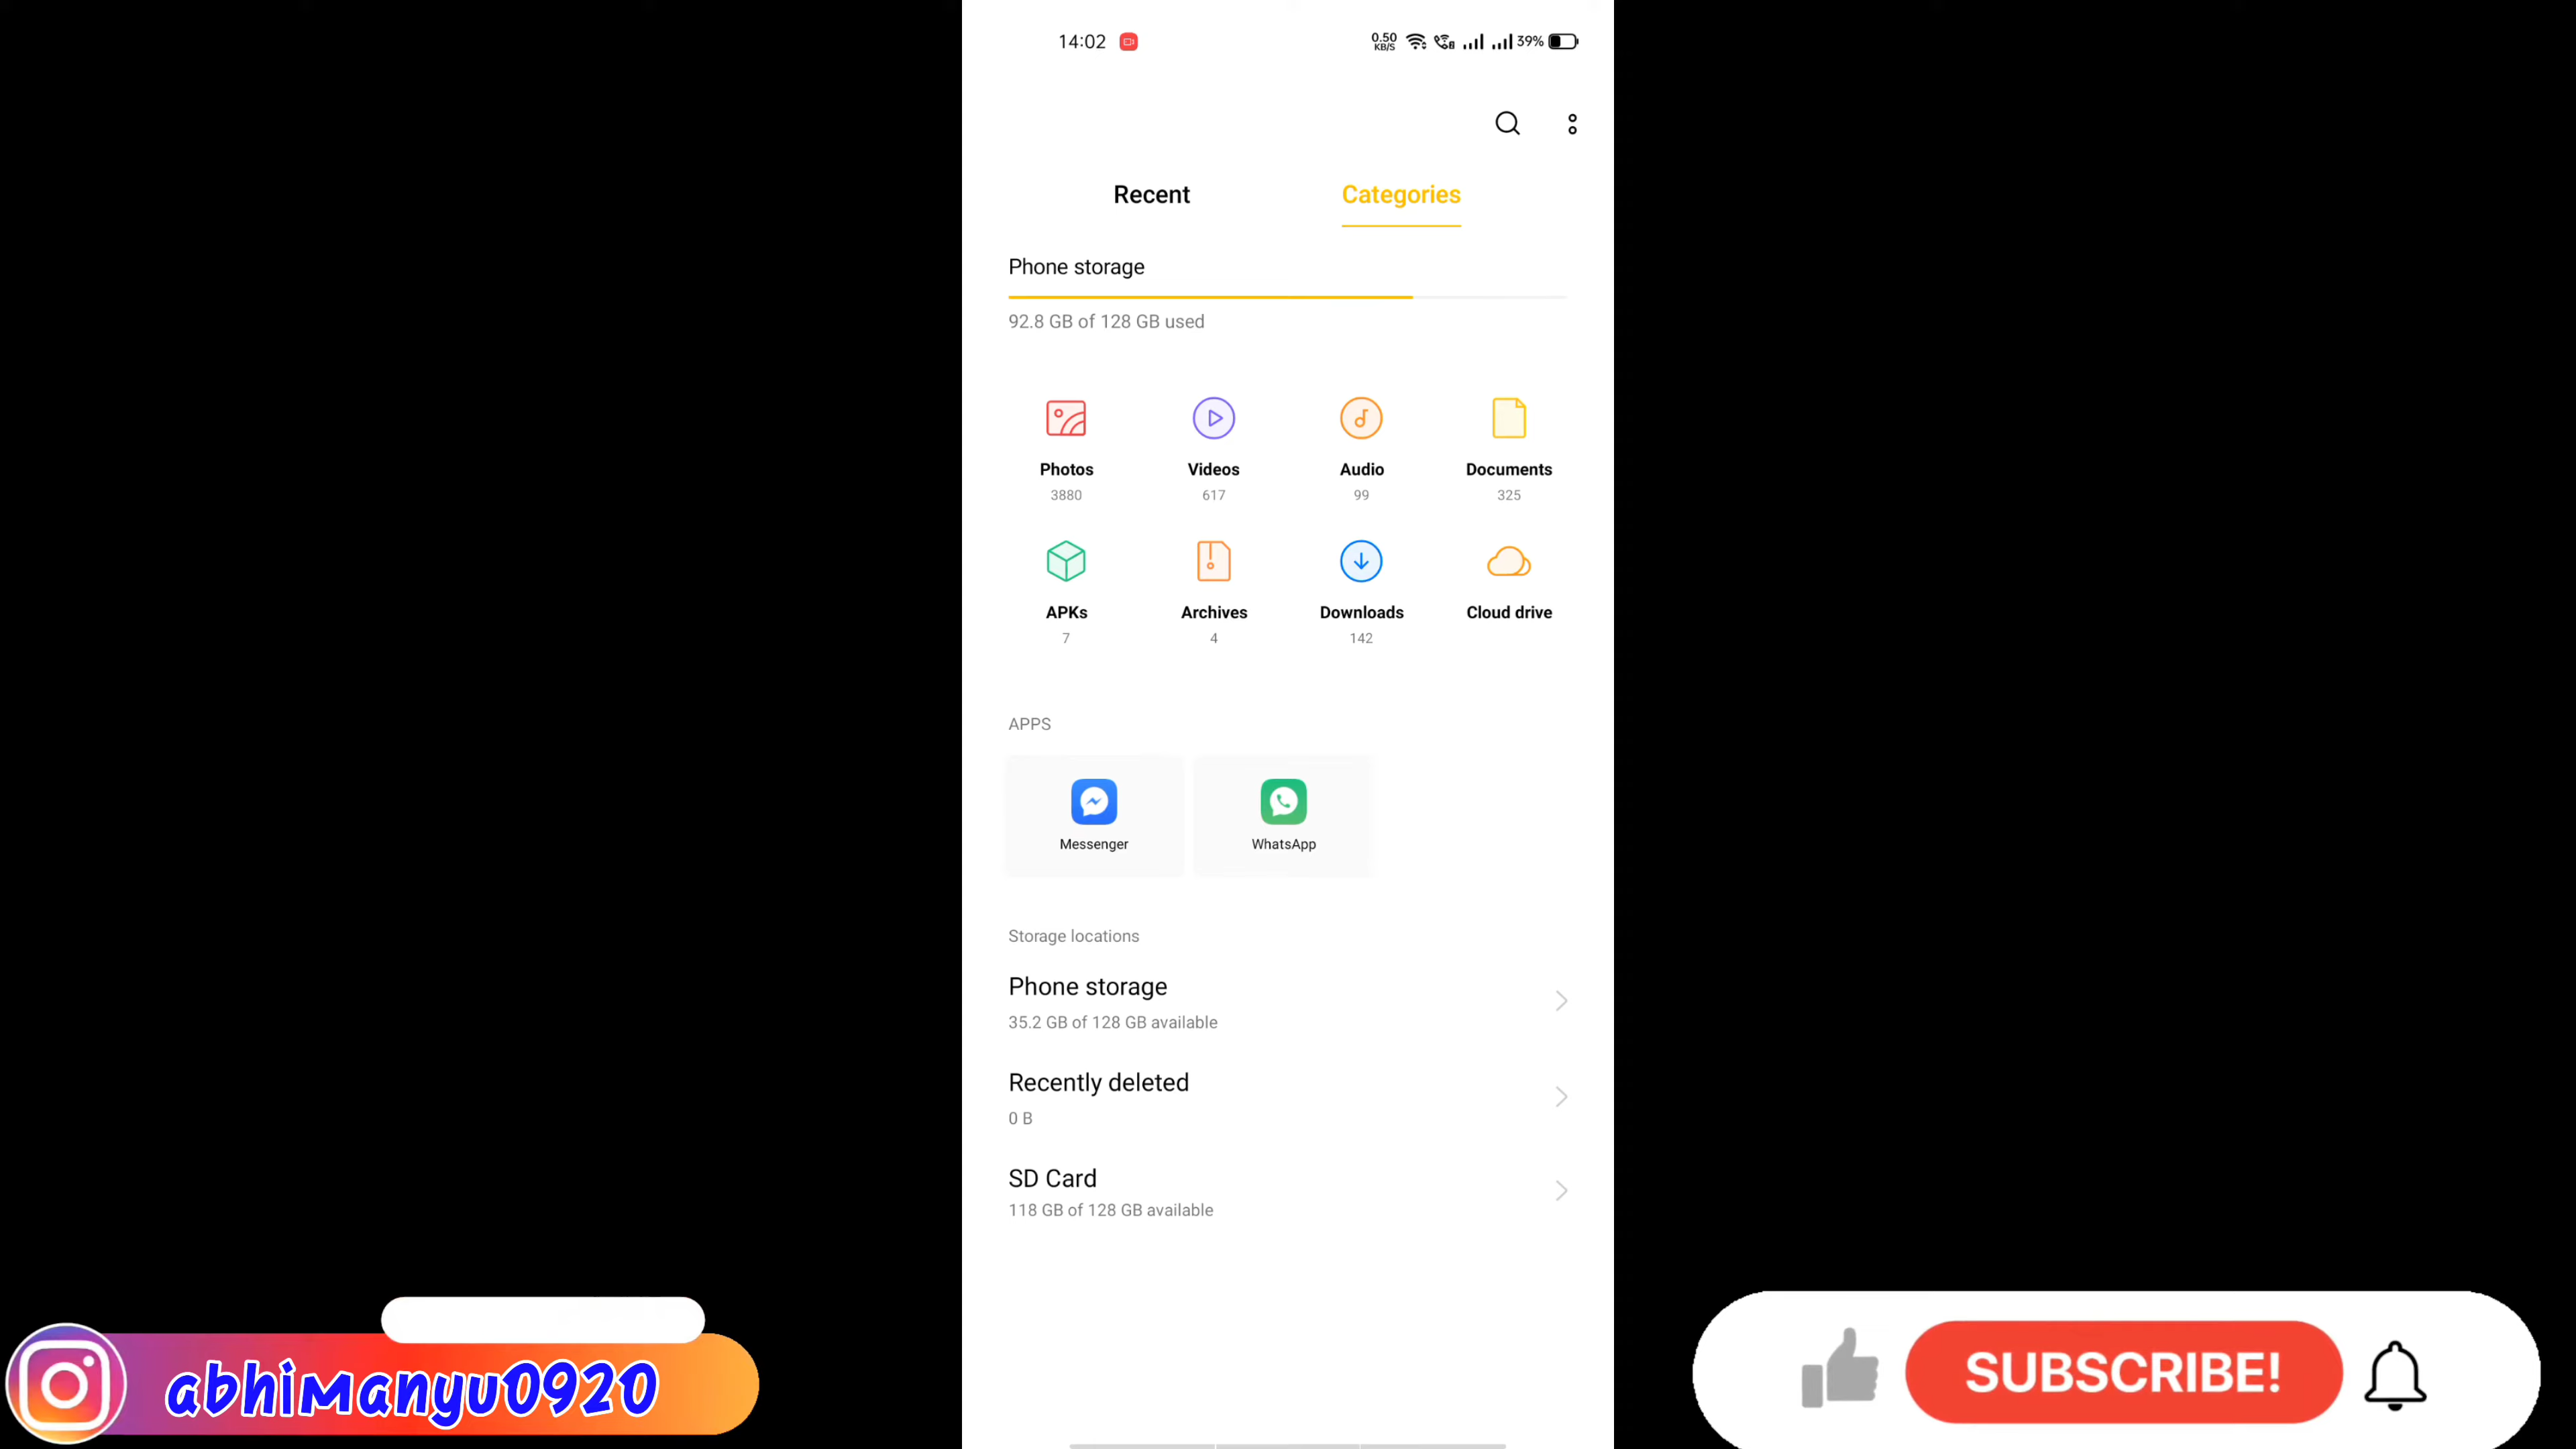 14:02
0.50 KB/S
39%
Recent Categories
Phone storage
92.8 GB of 128 GB used
Photos Videos Audio Documents
3880 617 99 325
APKs Archives Downloads Cloud drive
7 4 142
APPS
Messenger WhatsApp
Storage locations
Phone storage
35.2 GB of 128 GB available
Recently deleted
0 B
SD Card
118 GB of 128 GB available
abhimanyu0920
SUBSCRIBE!